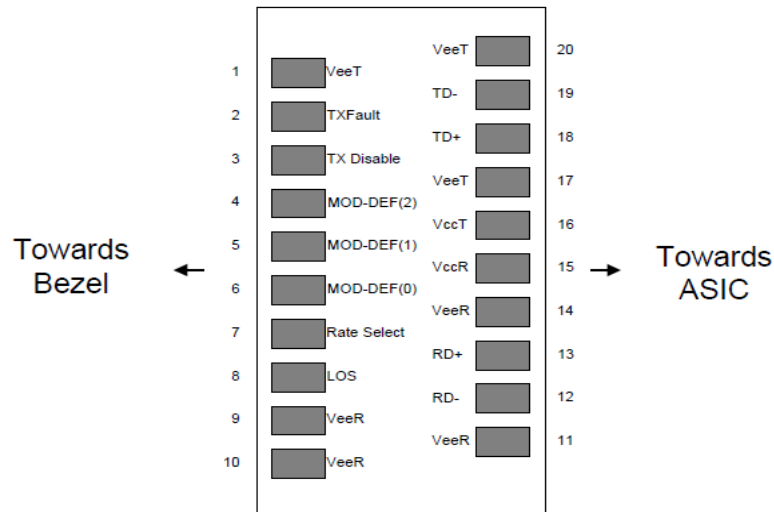 VeeT 20
1 VeeT
TD- 19
2 TXFault
TD+ 18
3 TX Disable
VeeT 17
4 MOD-DEF(2)
VccT 16
5 MOD-DEF(1)
Towards
Bezel
VccR 15
Towards
ASIC
6 MOD-DEF(0)
VeeR 14
7 Rate Select
RD+ 13
8 LOS
RD- 12
9 VeeR
VeeR 11
10 VeeR